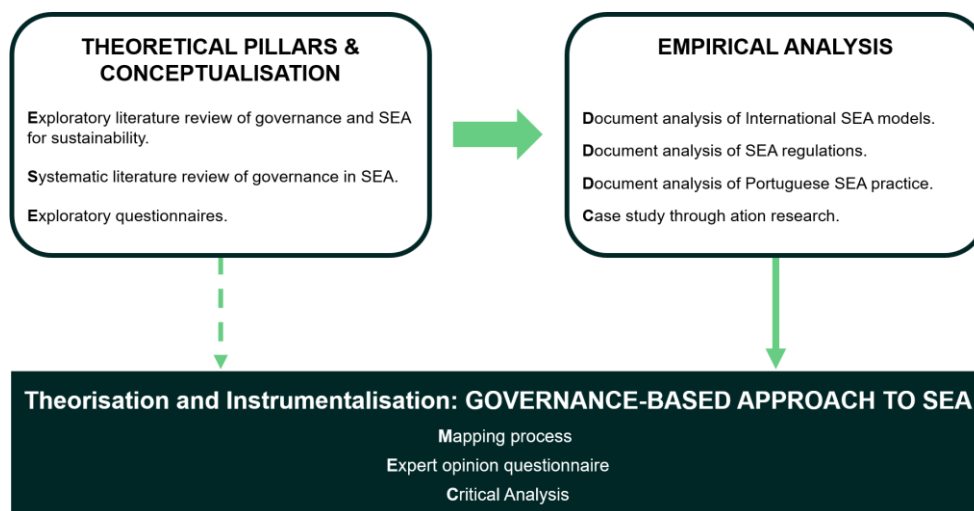 THEORETICAL PILLARS &
CONCEPTUALISATION
Exploratory literature review of governance and SEA
for sustainability.
Systematic literature review of governance in SEA.
Exploratory questionnaires.
EMPIRICAL ANALYSIS
Document analysis of International SEA models.
Document analysis of SEA regulations.
Document analysis of Portuguese SEA practice.
Case study through ation research.
Theorisation and Instrumentalisation: GOVERNANCE-BASED APPROACH TO SEA
Mapping process
Expert opinion questionnaire
Critical Analysis